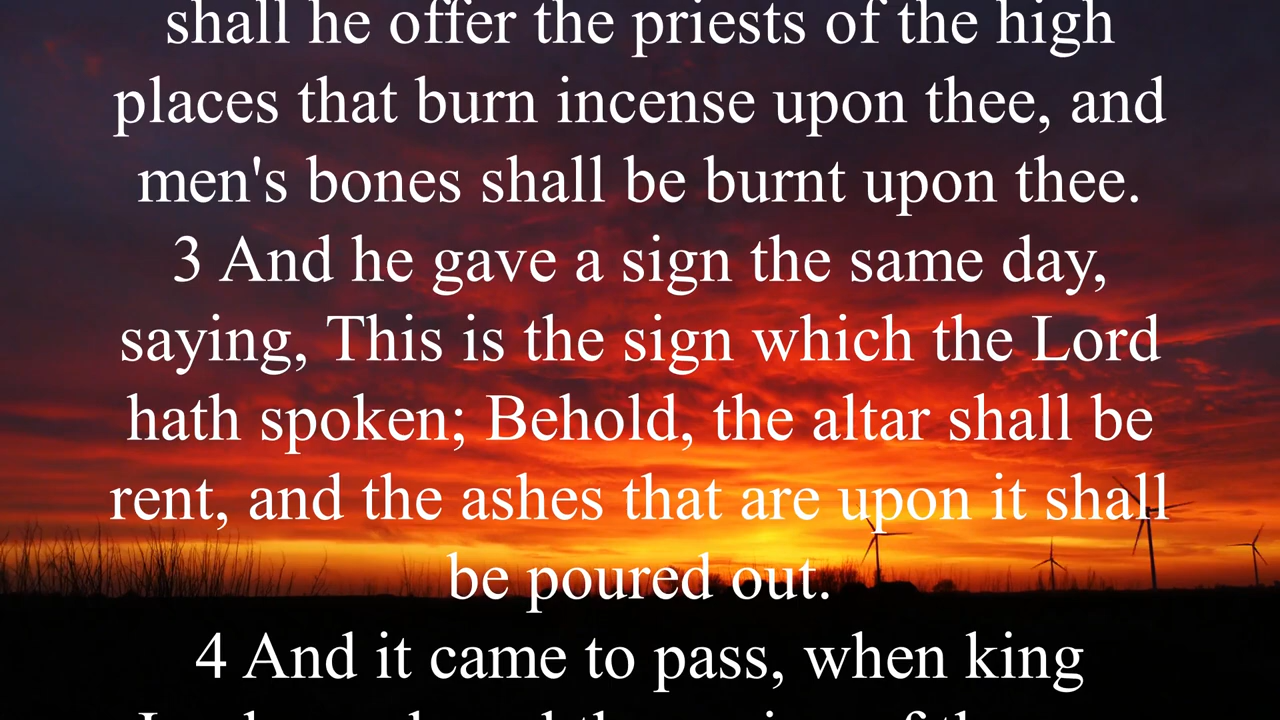 shall he offer the priests of the high
places that burn incense upon thee, and
men's bones shall be burnt upon thee.
3 And he gave a sign the same day,
saying, This is the sign which the Lord
hath spoken; Behold, the altar shall be
rent, and the ashes that are upon it shall
be poured out.
4 And it came to pass, when king